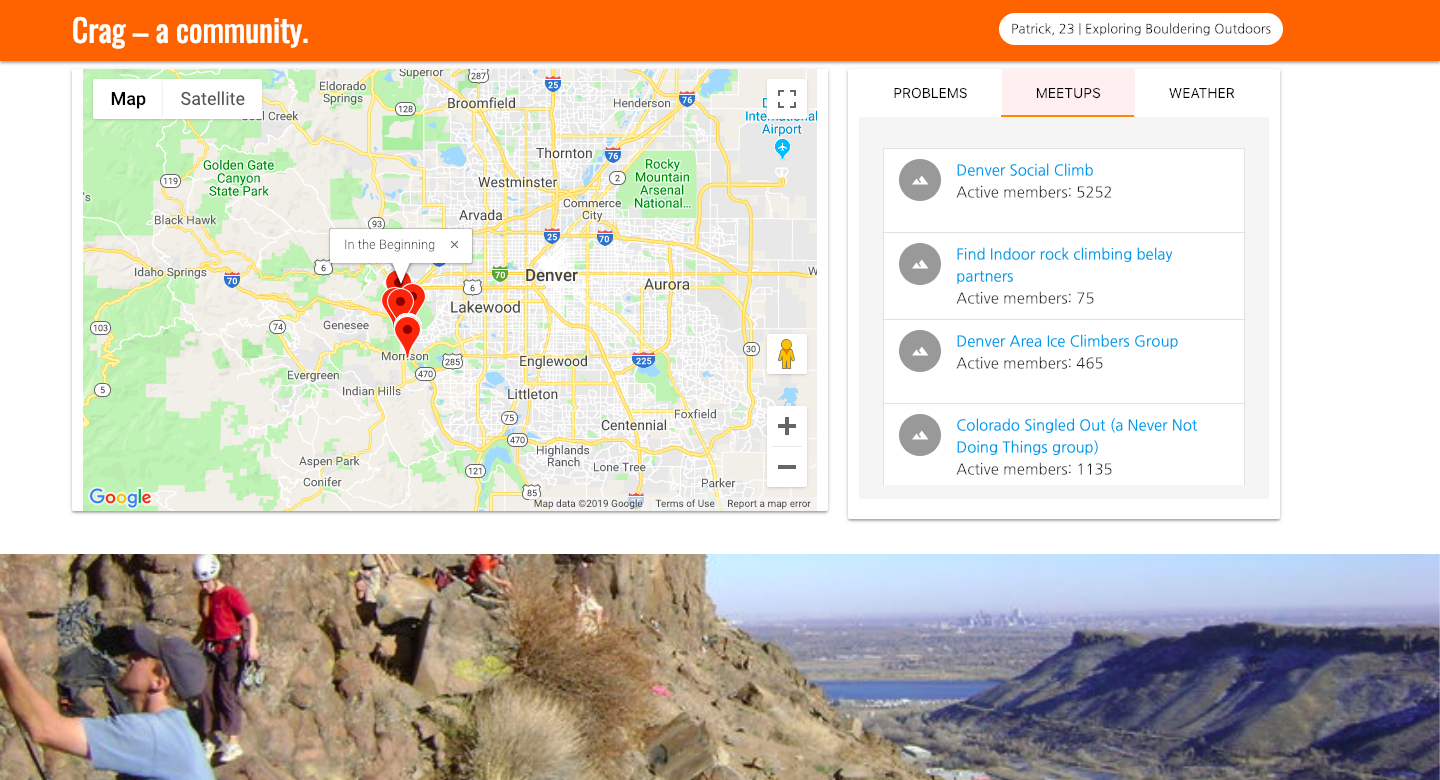 Crag – a community.
Patrick, 23 | Exploring Bouldering Outdoors
Map
Satellite
Superior
287
Eldorado
Springs
25
128
Broomfield
Henderson
76
International
Airport
Golden Gate
Canyon
State Park
Thornton
76
Rocky
Mountain
Arsenal
National...
119
Westminster
2
Commerce
City
Black Hawk
93
Arvada
25
70
In the Beginning ×
Idaho Springs
70
6
70
Denver
6
Aurora
W
Lakewood
103
74
Genesee
Morrison
285
Englewood
225
30
Evergreen
470
5
Indian Hills
Littleton
75
Foxfield
470
Centennial
Aspen Park
Conifer
121
Highlands
Ranch
Lone Tree
85
Parker
Google
Map data ©2019 Google
Terms of Use
Report a map error
PROBLEMS
MEETUPS
WEATHER
Denver Social Climb
Active members: 5252
Find Indoor rock climbing belay
partners
Active members: 75
Denver Area Ice Climbers Group
Active members: 465
Colorado Singled Out (a Never Not
Doing Things group)
Active members: 1135